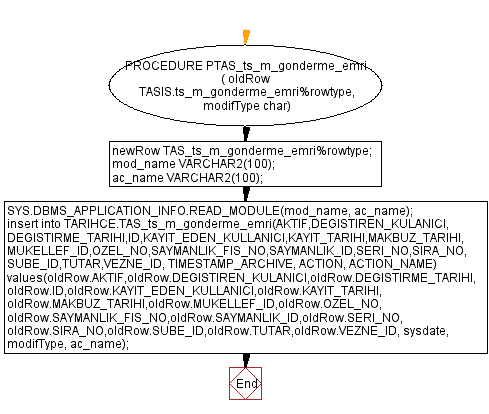 PROCEDURE PTAS_ts_m_gonderme_emri
( oldRow
TASIS.ts_m_gonderme_emri%rowtype,
modifType char)
newRow TAS_ts_m_gonderme_emri%rowtype;
mod_name VARCHAR2(100);
ac_name VARCHAR2(100);
SYS.DBMS_APPLICATION_INFO.READ_MODULE(mod_name, ac_name);
insert into TARIHCE.TAS_ts_m_gonderme_emri(AKTIF,DEGISTIREN_KULANICI,
DEGISTIRME_TARIHI,ID,KAYIT_EDEN_KULLANICI,KAYIT_TARIHI,MAKBUZ_TARIHI,
MUKELLEF_ID,OZEL_NO,SAYMANLIK_FIS_NO,SAYMANLIK_ID,SERI_NO,SIRA_NO,
SUBE_ID,TUTAR,VEZNE_ID, TIMESTAMP_ARCHIVE, ACTION, ACTION_NAME)
values(oldRow.AKTIF,oldRow.DEGISTIREN_KULANICI,oldRow.DEGISTIRME_TARIHI,
oldRow.ID,oldRow.KAYIT_EDEN_KULLANICI,oldRow.KAYIT_TARIHI,
oldRow.MAKBUZ_TARIHI,oldRow.MUKELLEF_ID,oldRow.OZEL_NO,
oldRow.SAYMANLIK_FIS_NO,oldRow.SAYMANLIK_ID,oldRow.SERI_NO,
oldRow.SIRA_NO,oldRow.SUBE_ID,oldRow.TUTAR,oldRow.VEZNE_ID, sysdate,
modifType, ac_name);
End